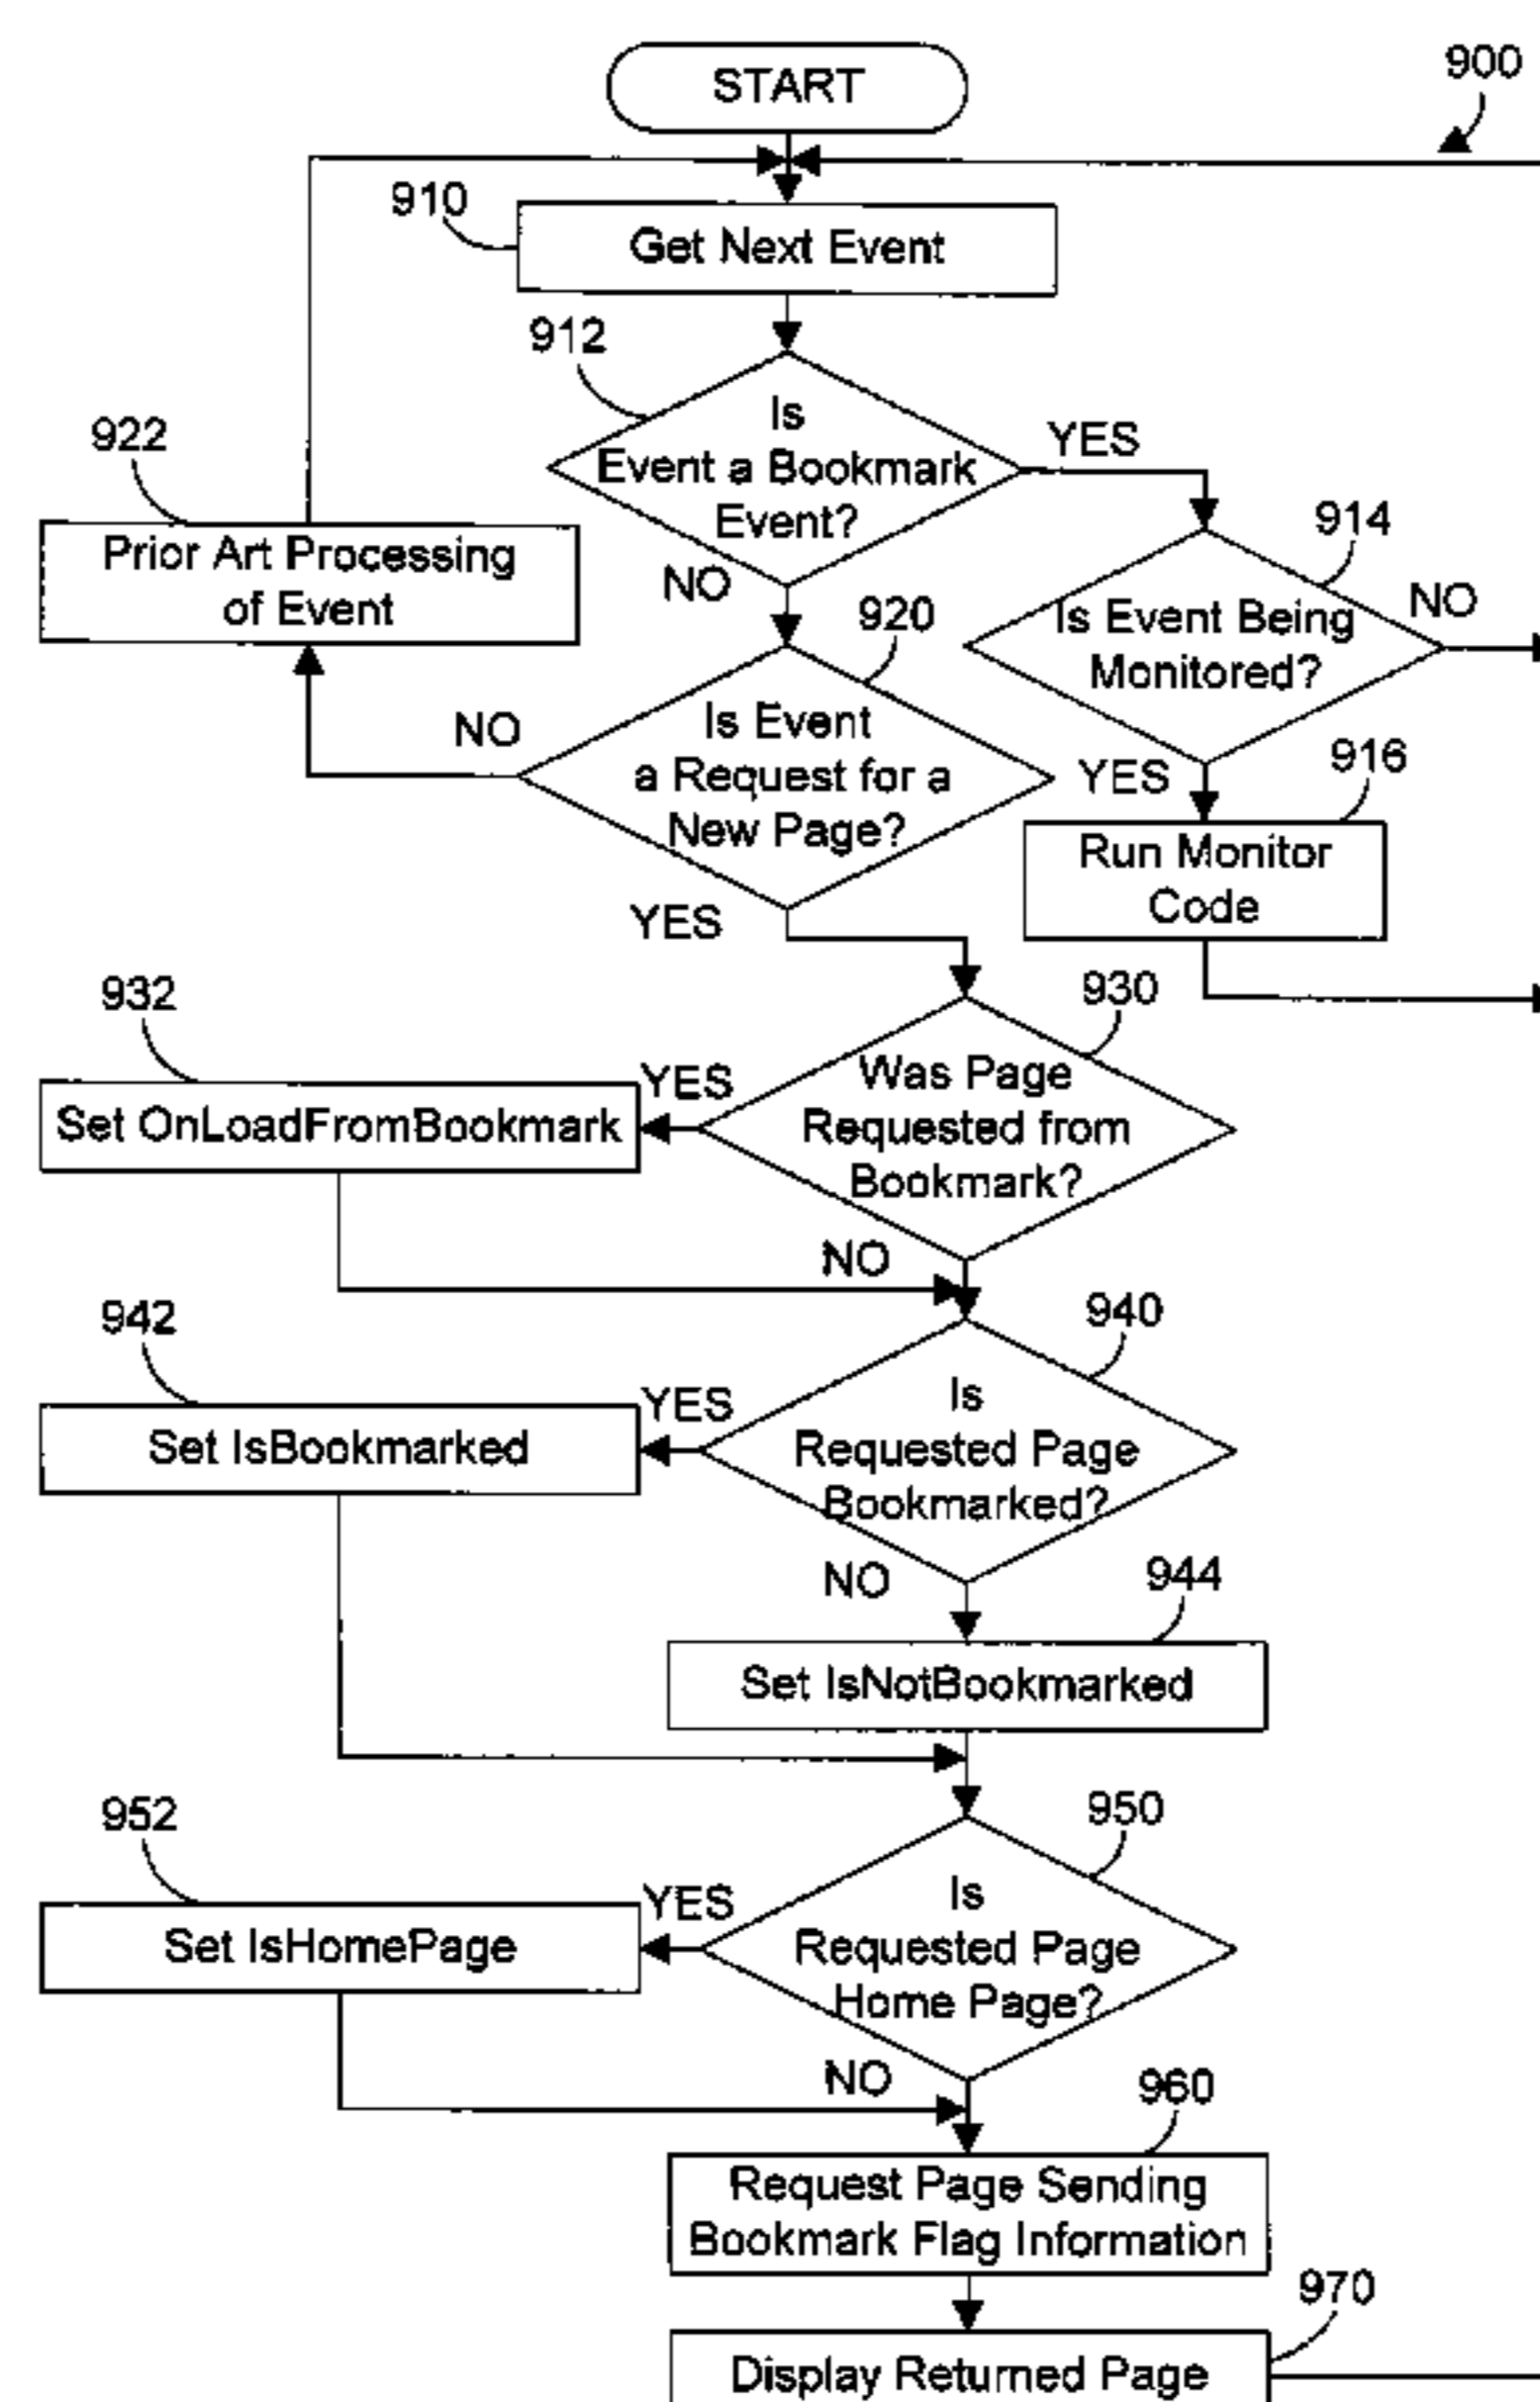 START
900
910
Get Next Event
912
Is
Event a Bookmark
Event?
YES
NO
922
Prior Art Processing
of Event
914
Is Event Being
Monitored?
NO
YES
920
Is Event
a Request for a
New Page?
NO
YES
916
Run Monitor
Code
930
Was Page
Requested from
Bookmark?
YES
NO
932
Set OnLoadFromBookmark
940
Is
Requested Page
Bookmarked?
YES
NO
942
Set IsBookmarked
944
Set IsNotBookmarked
950
Is
Requested Page
Home Page?
YES
NO
952
Set IsHomePage
960
Request Page Sending
Bookmark Flag Information
970
Display Returned Page